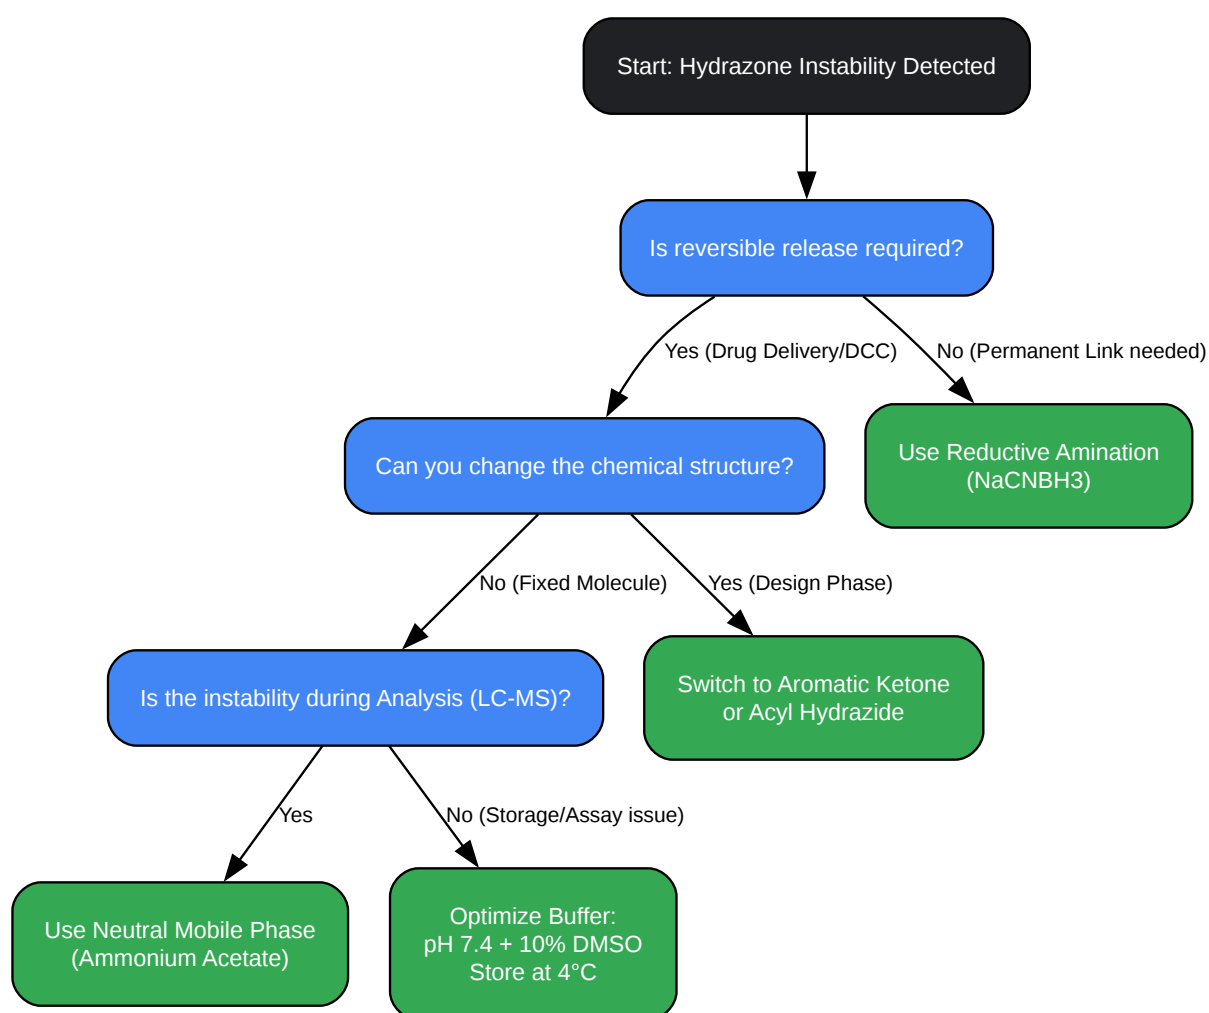 Start: Hydrazone Instability Detected
Is reversible release required?
Yes (Drug Delivery/DCC)
No (Permanent Link needed)
Can you change the chemical structure?
Use Reductive Amination
(NaCNBH3)
No (Fixed Molecule)
Yes (Design Phase)
Is the instability during Analysis (LC-MS)?
Switch to Aromatic Ketone
or Acyl Hydrazide
Yes
No (Storage/Assay issue)
Use Neutral Mobile Phase
(Ammonium Acetate)
Optimize Buffer:
pH 7.4 + 10% DMSO
Store at 4°C